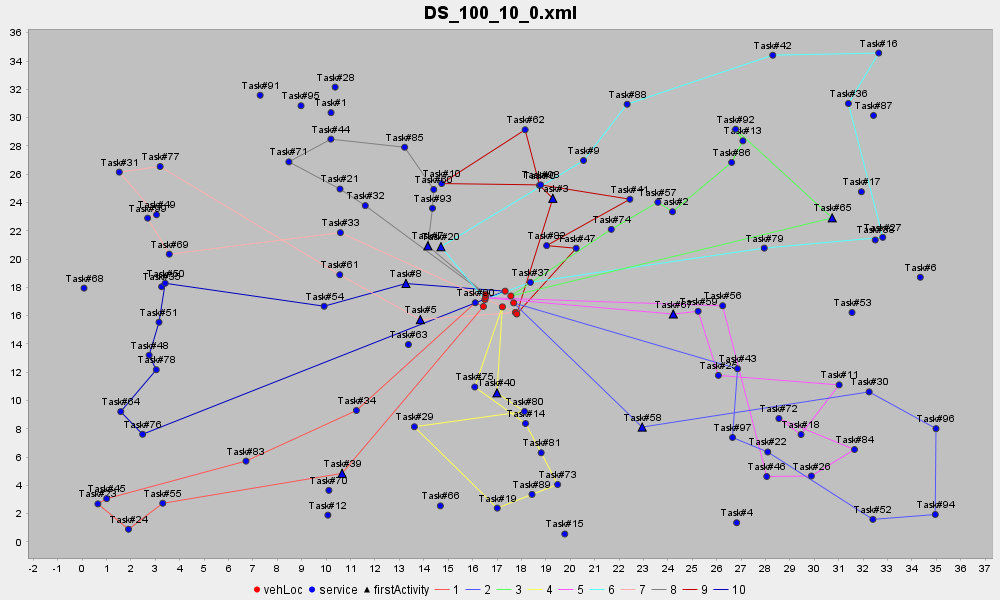 DS_100_10_0.xml
36
Task#42
Task#16
34
32
Task#91
Task#28
Task#95
Task#1
Task#88
Task#36
Task#87
30
Task#62
Task#92
Task#13
Task#44
Task#85
28
Task#71
Task#9
Task#86
Task#31
Task#77
26
Task#10
Task#21
Task#3
Task#41
Task#57
Task#17
24
Task#32
Task#93
Task#2
Task#49
Task#65
22
Task#33
Task#74
Task#20
Task#82
Task#47
Task#79
Task#27
Task#69
20
Task#61
Task#8
Task#37
Task#6
Task#68
Task#50
18
Task#54
Task#90
Task#67
Task#59
Task#56
Task#53
16
Task#51
Task#5
14
Task#48
Task#63
Task#78
Task#43
Task#25
12
Task#75
Task#40
Task#11
Task#30
10
Task#64
Task#34
Task#80
Task#14
Task#72
8
Task#76
Task#29
Task#58
Task#18
Task#96
Task#97
6
Task#83
Task#81
Task#22
Task#84
4
Task#39
Task#73
Task#46
Task#26
Task#70
Task#89
Task#45
Task#55
2
Task#12
Task#66
Task#19
Task#52
Task#94
Task#24
Task#15
Task#4
0
-2 -1 0 1 2 3 4 5 6 7 8 9 10 11 12 13 14 15 16 17 18 19 20 21 22 23 24 25 26 27 28 29 30 31 32 33 34 35 36 37
vehLoc service firstActivity 1 2 3 4 5 6 7 8 9 10